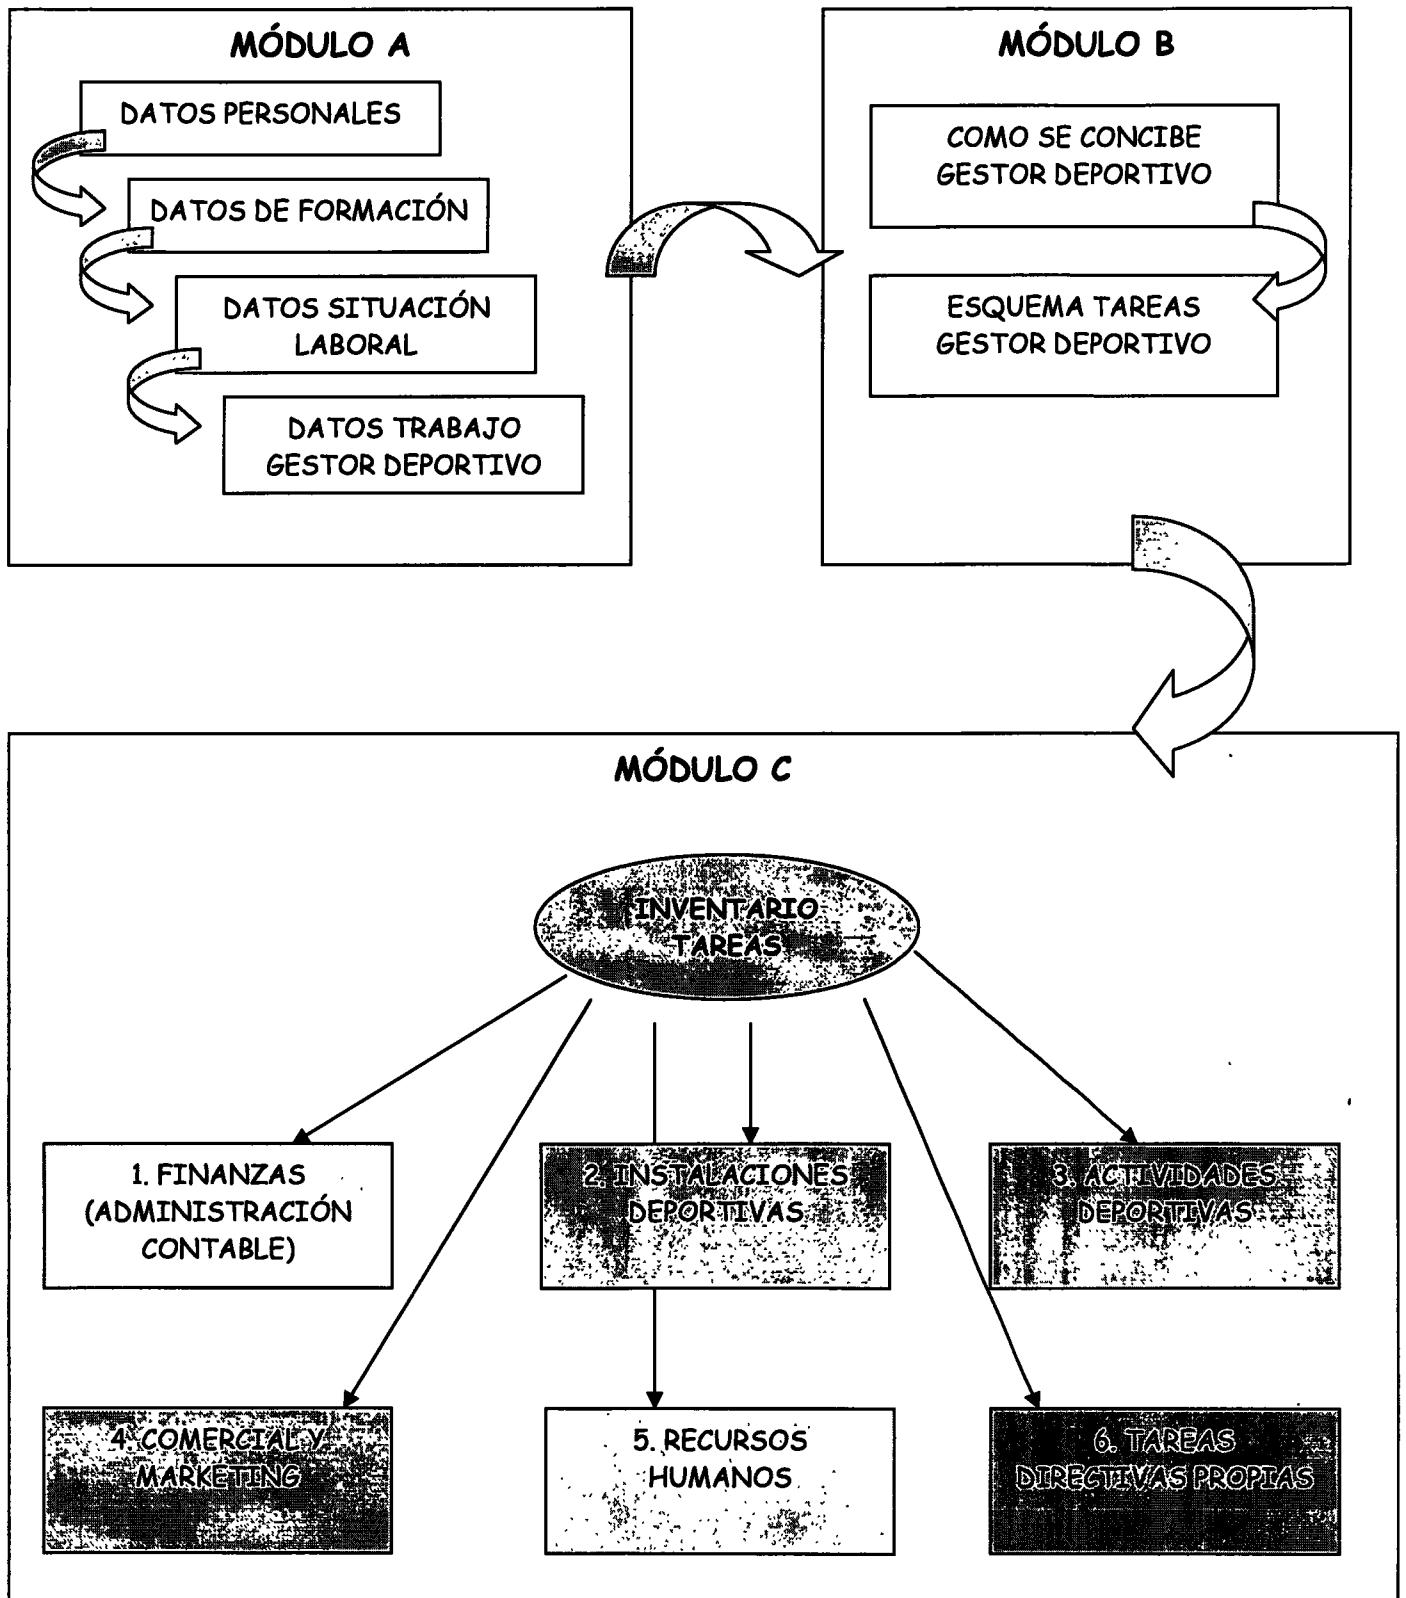 MÓDULO A
DATOS PERSONALES
DATOS DE FORMACIÓN
DATOS SITUACIÓN
LABORAL
DATOS TRABAJO
GESTOR DEPORTIVO
MÓDULO B
COMO SE CONCIBE
GESTOR DEPORTIVO
ESQUEMA TAREAS
GESTOR DEPORTIVO
MÓDULO C
INVENTARIO
TAREAS
1. FINANZAS
(ADMINISTRACIÓN
CONTABLE)
2. INSTALACIONES
DEPORTIVAS
3. ACTIVIDADES
DEPORTIVAS
4. COMERCIAL Y
MARKETING
5. RECURSOS
HUMANOS
6. TAREAS
DIRECTIVAS PROPIAS